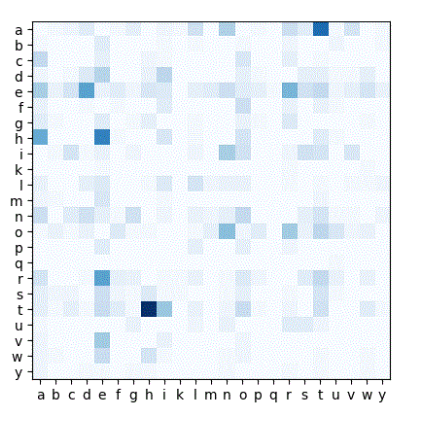 a
b
c
d
e
f
g
h
i
k
l
m
n
o
p
q
r
s
t
u
v
w
y
a b c d e f g h i k l m n o p q r s t u v w y